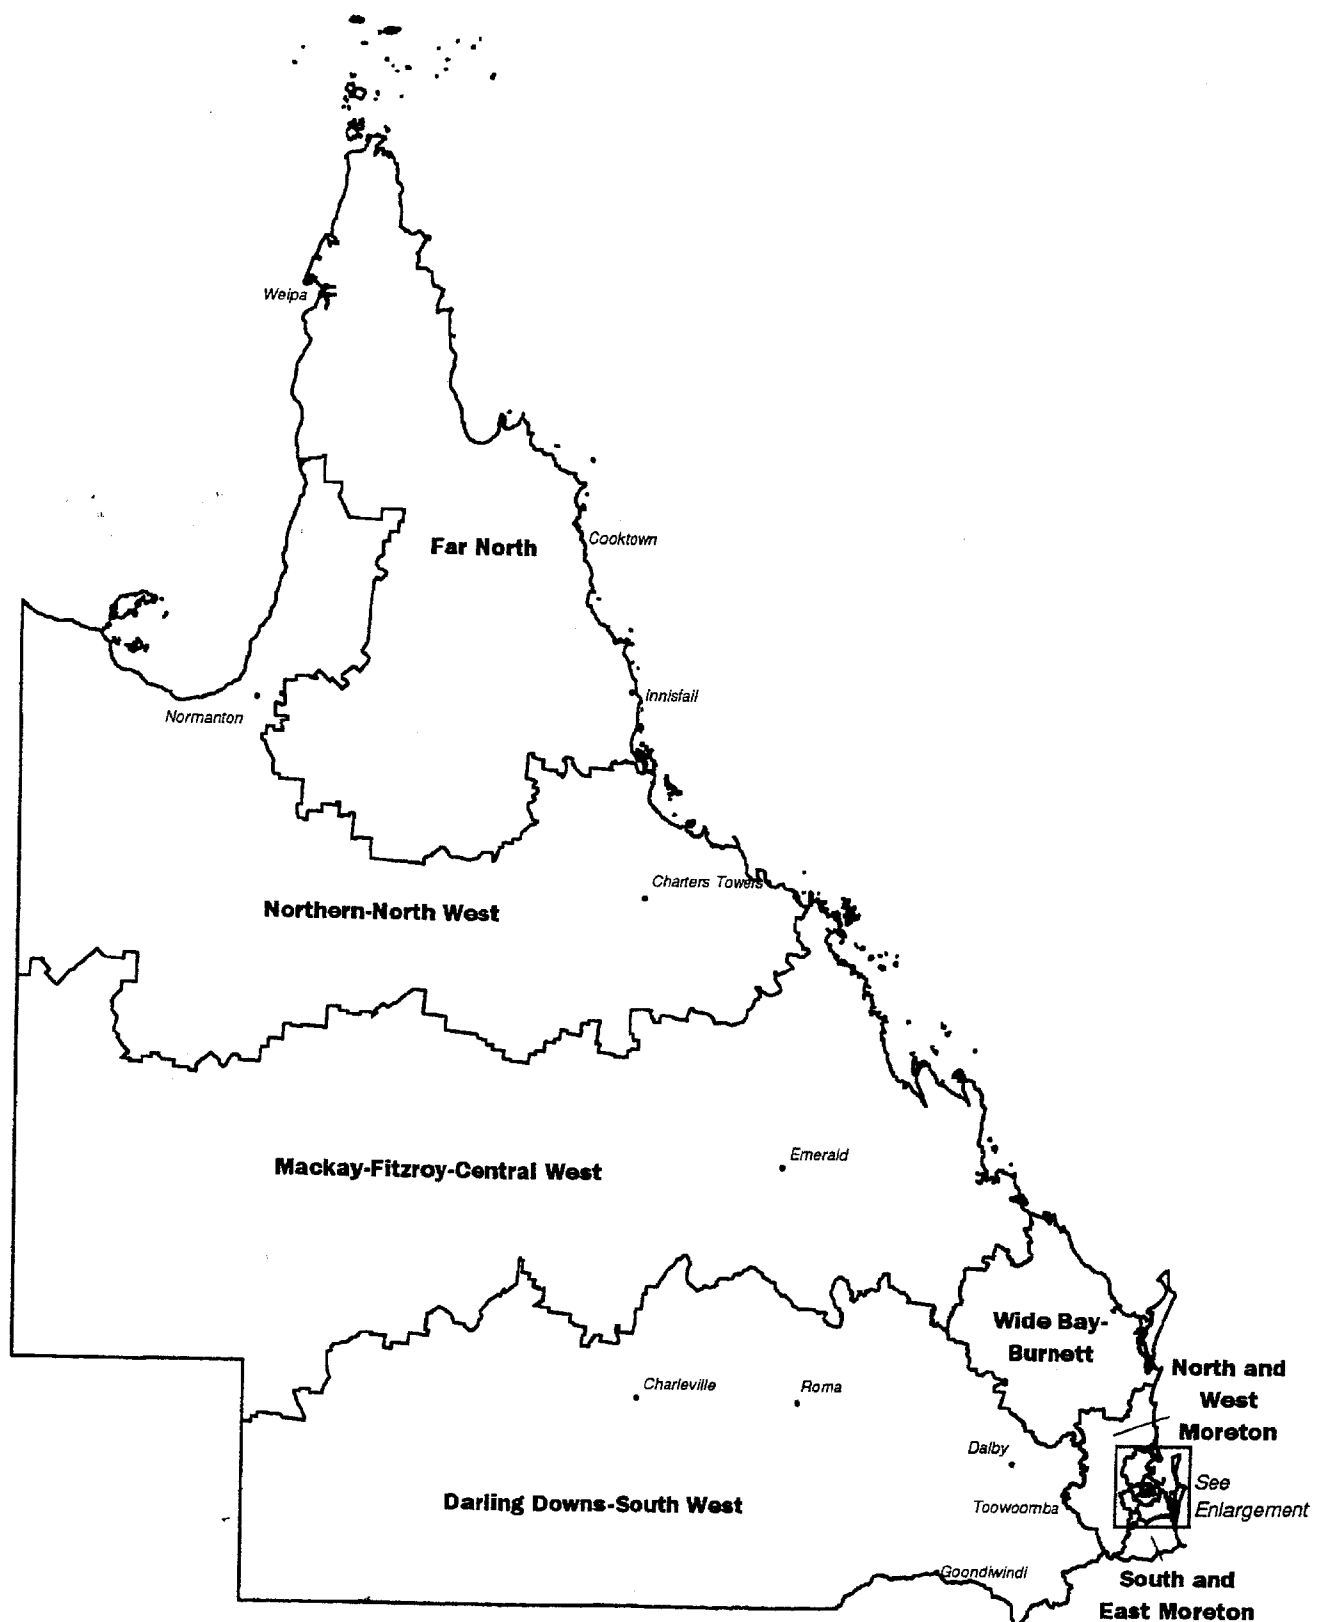 Weipa
Far North
Cooktown
Innisfail
Normanton
Charters Towers
Northern-North West
Emerald
Mackay-Fitzroy-Central West
Wide Bay-
Burnett
North and
West
Moreton
Charleville
Roma
Dalby
See
Enlargement
Darling Downs-South West
Toowoomba
Goondiwindi
South and
East Moreton